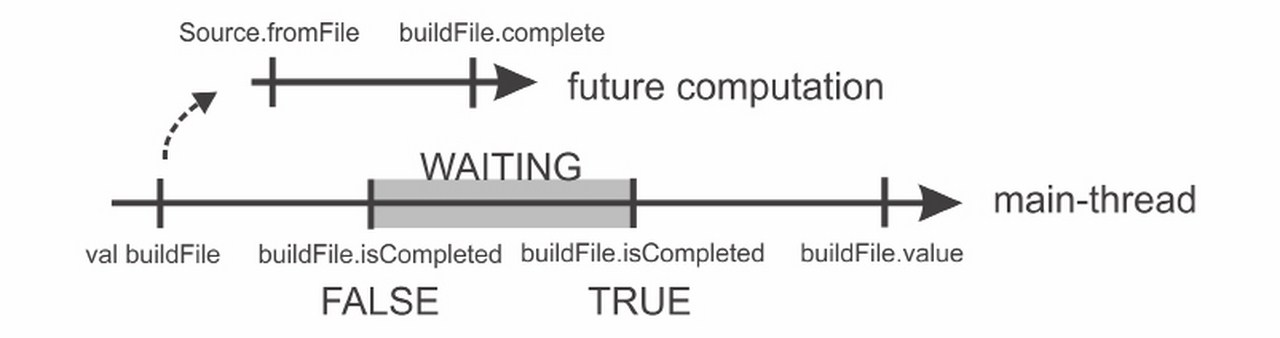 Source.fromFile buildFile.complete
future computation
WAITING
main-thread
val buildFile buildFile.isCompleted buildFile.isCompleted buildFile.value
FALSE TRUE